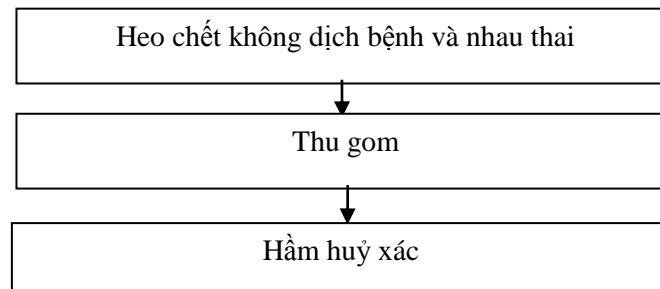 Heo chết không dịch bệnh và nhau thai
Thu gom
Hầm huỷ xác